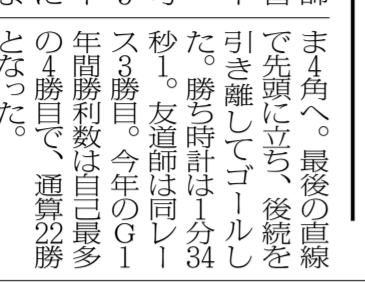 ま4角へ。最後の直線
で先頭に立ち、後続を
引き離してゴールし
た。勝ち時計は1分34
秒1。友道師は同レー
ス3勝目。今年のG1
年間勝利数は自己最多
の4勝目で、通算22勝
となった。